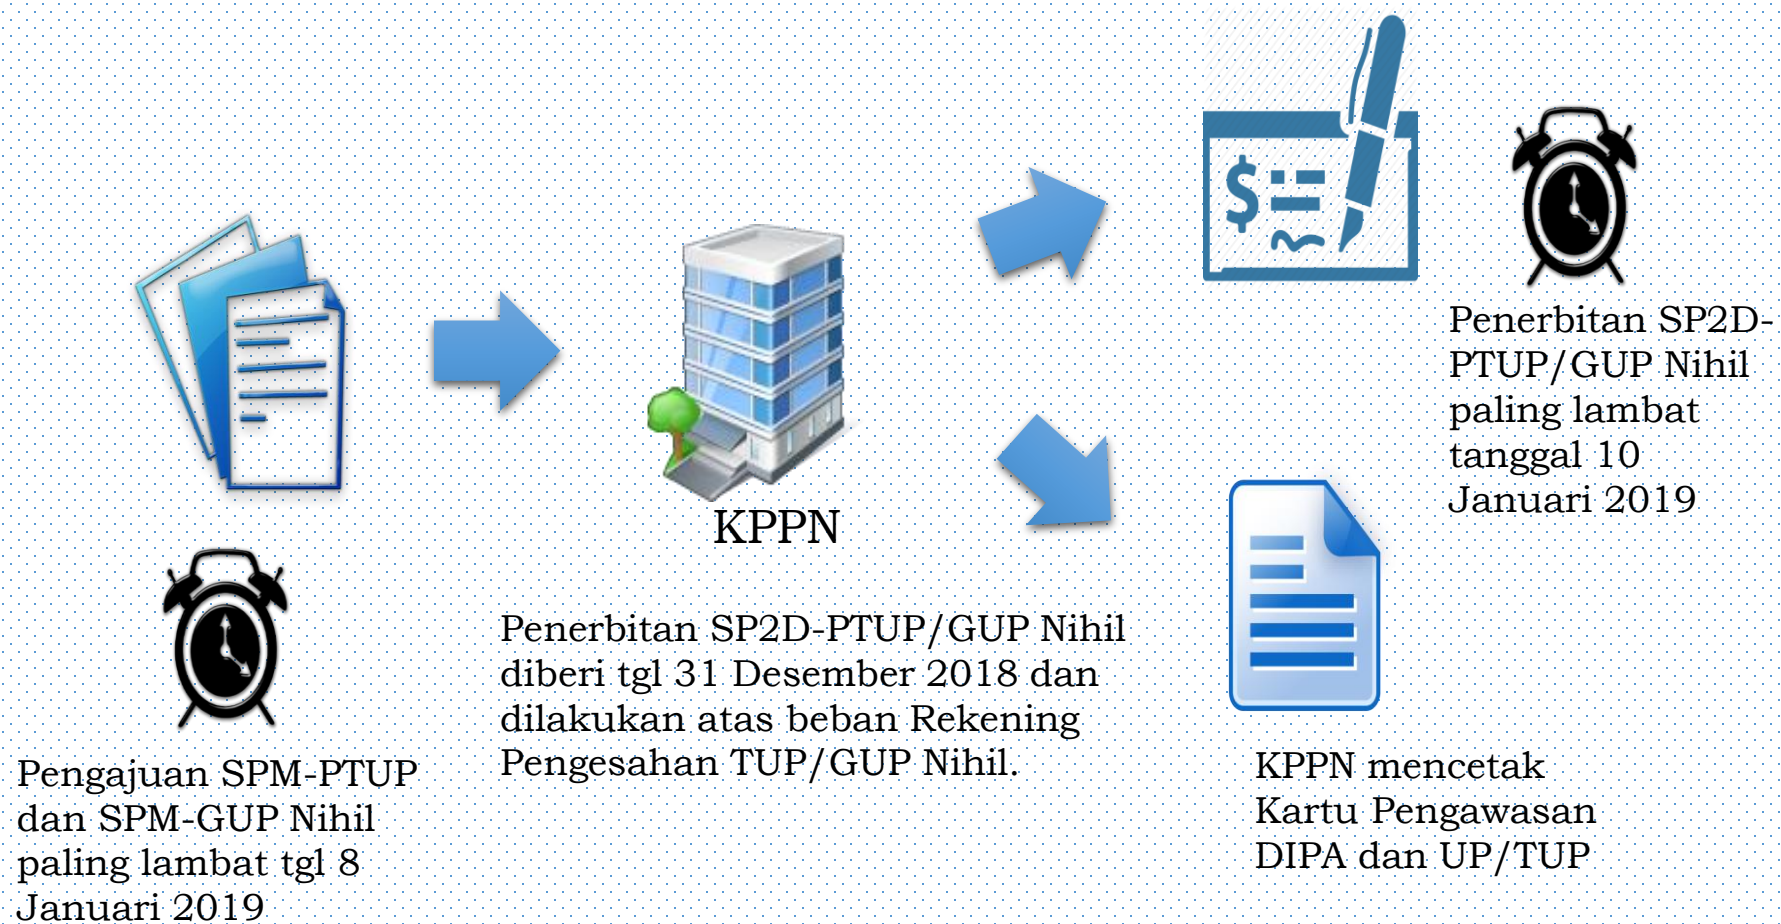 Pengajuan SPM-PTUP
dan SPM-GUP Nihil
paling lambat tgl 8
Januari 2019
KPPN
Penerbitan SP2D-PTUP/GUP Nihil
diberi tgl 31 Desember 2018 dan
dilakukan atas beban Rekening
Pengesahan TUP/GUP Nihil.
$
Penerbitan SP2D-
PTUP/GUP Nihil
paling lambat
tanggal 10
Januari 2019
KPPN mencetak
Kartu Pengawasan
DIPA dan UP/TUP